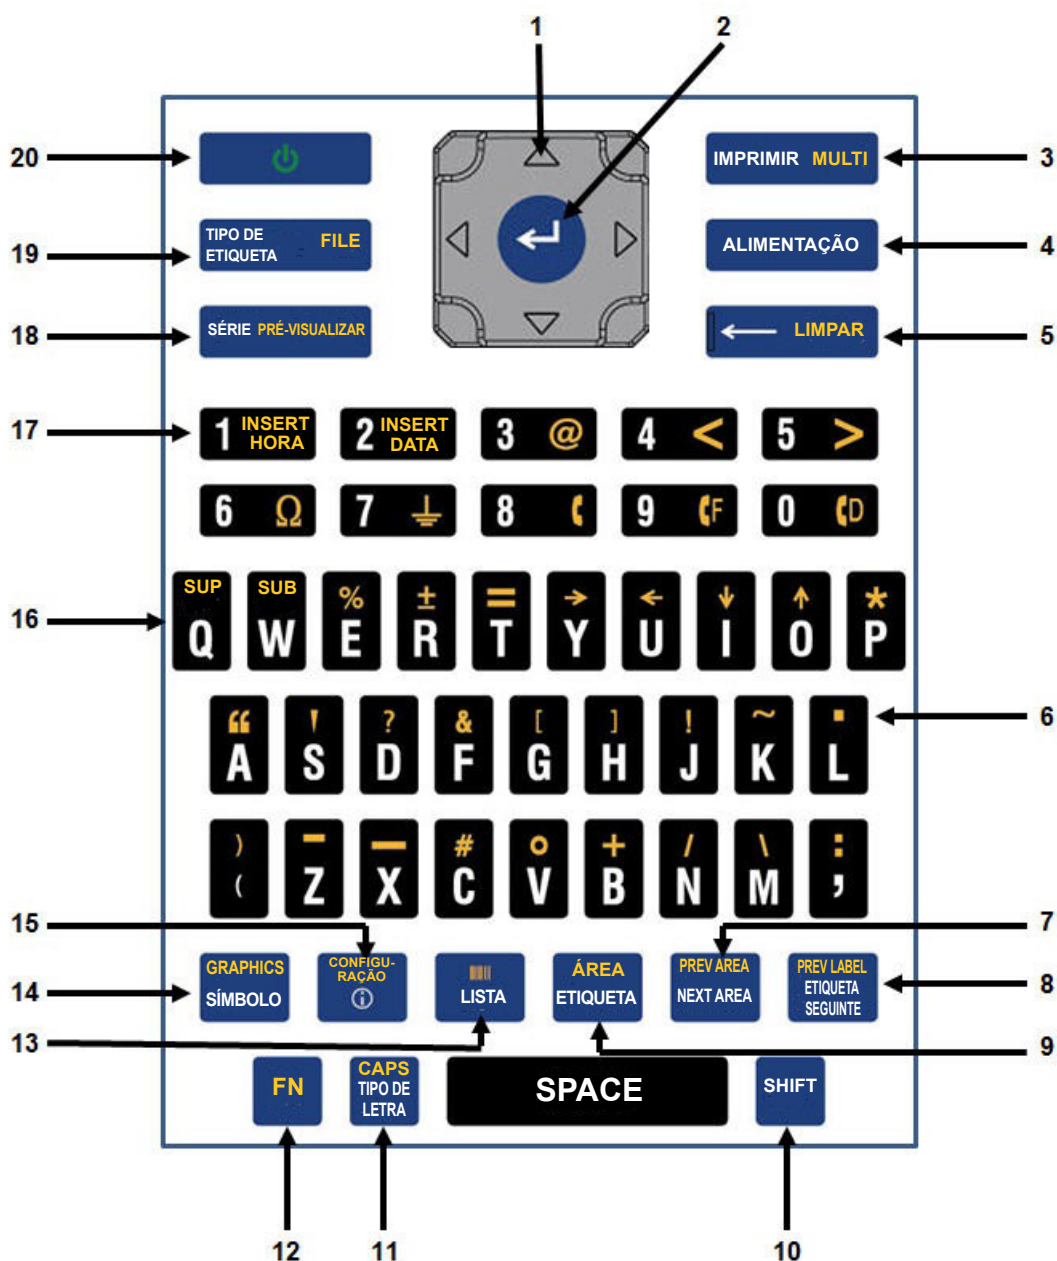 1 2
20 IMPRIMIR MULTI 3
19 TIPO DE ETIQUETA FILE ALIMENTAÇÃO 4
18 SÉRIE PRÉ-VISUALIZAR LIMPAR 5
17 1 INSERT HORA 2 INSERT DATA 3 @ 4 < 5 >
6 Ω 7 8 9 F 0 D
SUP SUB % ± = → ← ↓ ↑ *
16 Q W E R T Y U I O P
“ ' ? & [ ] ! ~ . 6
A S D F G H J K L
) - — # ° + / \ :
( Z X C V B N M ;
15 7
GRAPHICS CONFIGU- ÁREA PREV AREA PREV LABEL
RAÇÃO
14 SÍMBOLO LISTA ETIQUETA NEXT AREA ETIQUETA 8
SEGUINTE
13 9
FN CAPS SPACE SHIFT
TIPO DE
LETRA
12 11 10